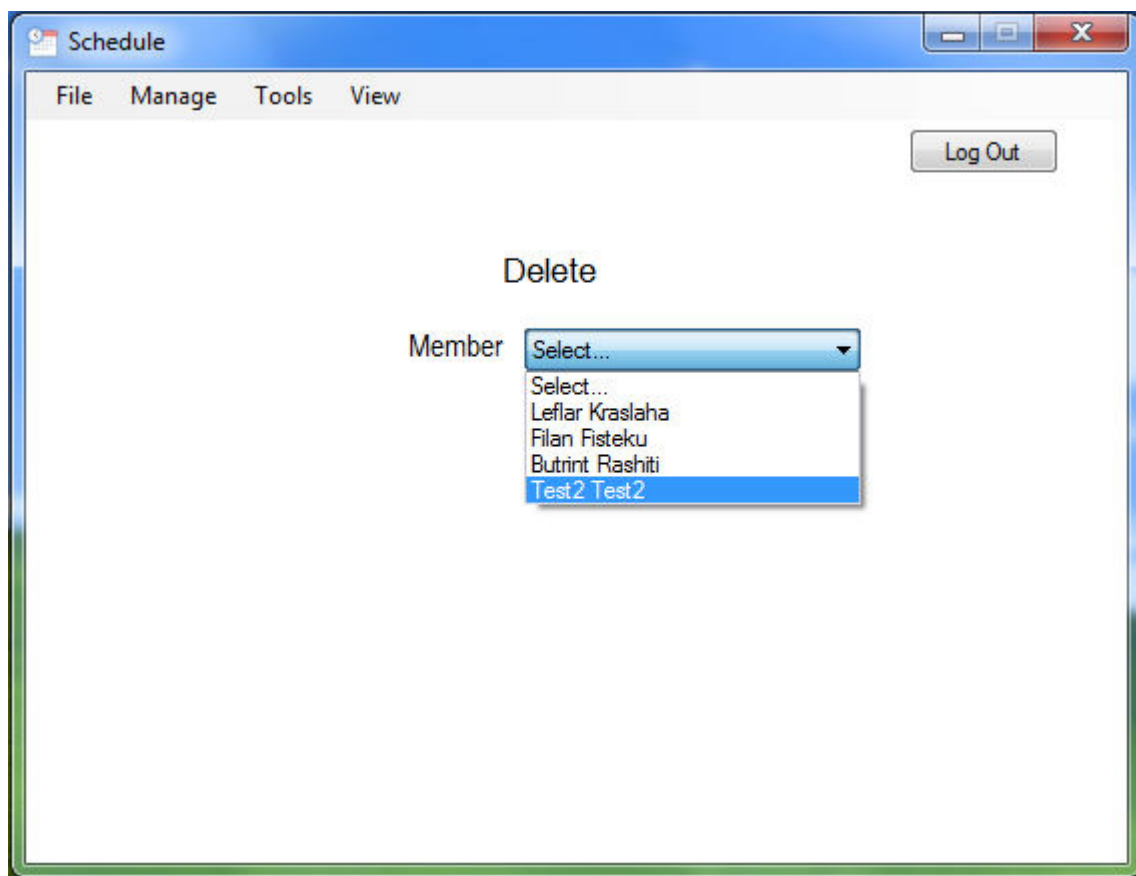 Schedule
File Manage Tools View
Log Out
Delete
Member Select...
Select...
Leflar Kraslaha
Filan Fisteku
Butrint Rashiti
Test2 Test2